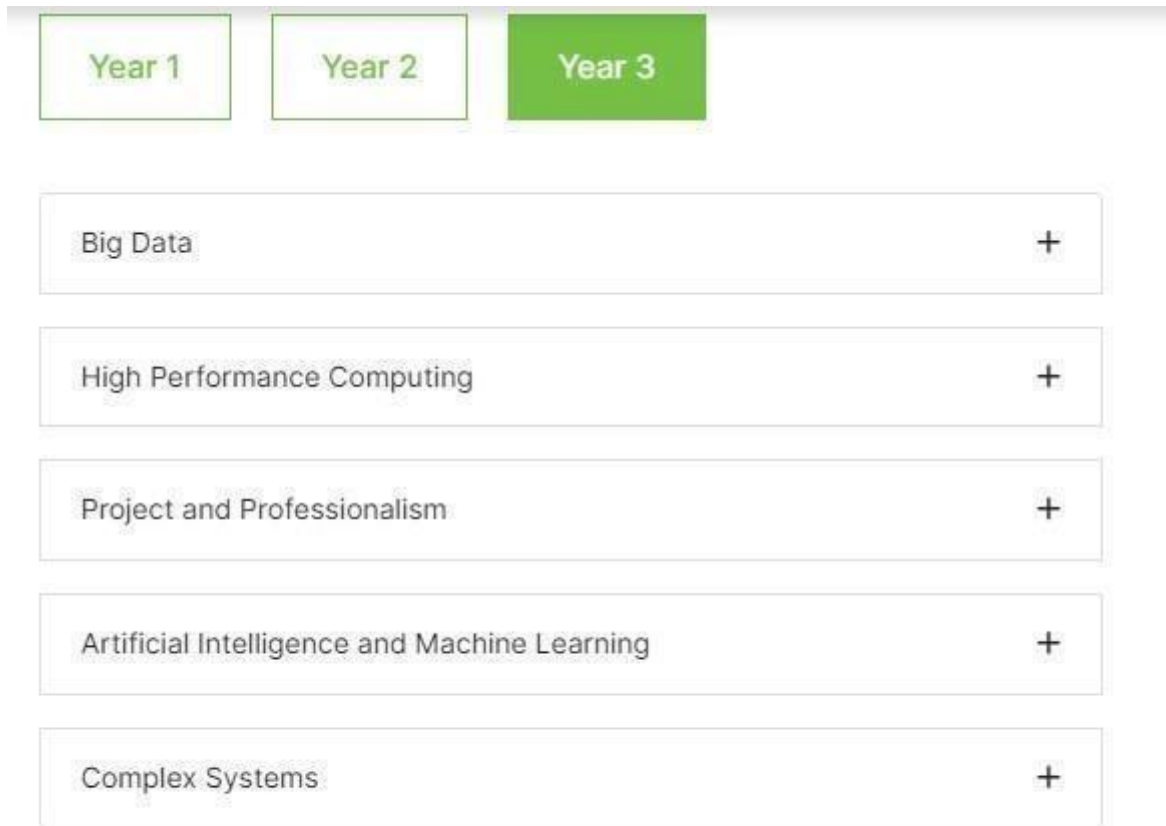 Year 1 Year 2 Year 3
Big Data +
High Performance Computing +
Project and Professionalism +
Artificial Intelligence and Machine Learning +
Complex Systems +